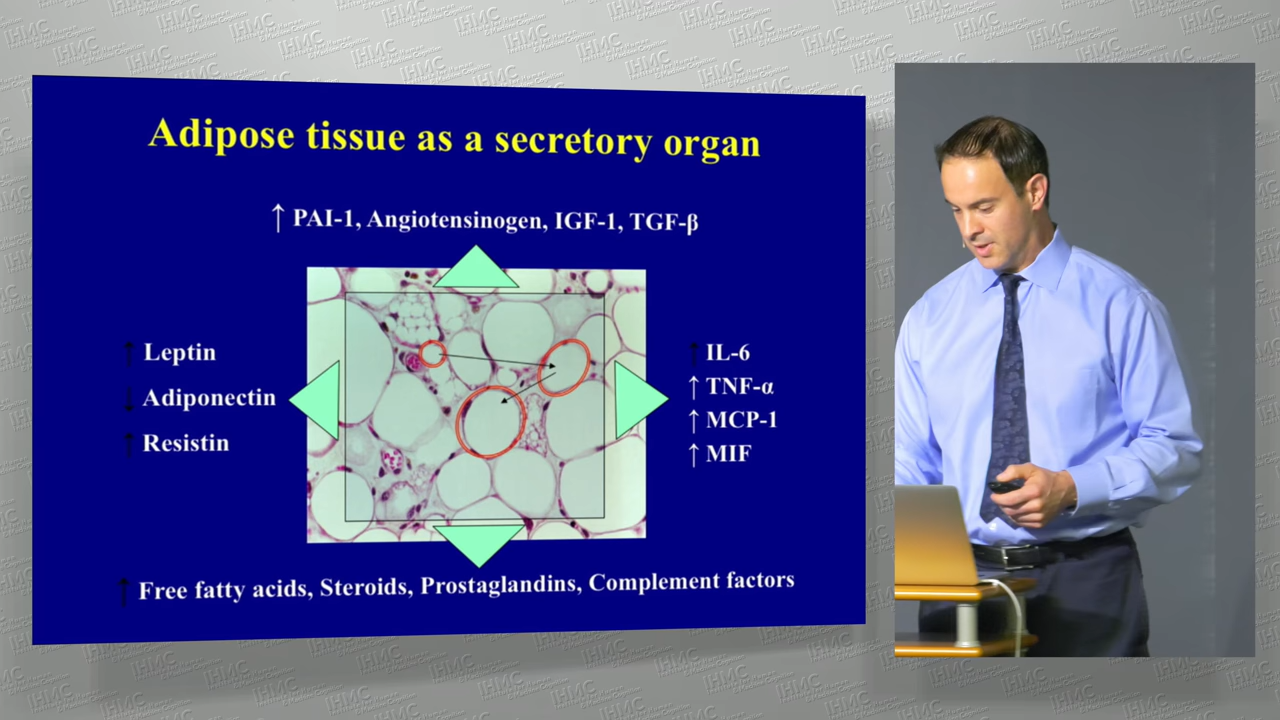 Adipose tissue as a secretory organ
↑ PAI-1, Angiotensinogen, IGF-1, TGF-β
↑ Leptin
↓ Adiponectin
↑ Resistin
↑ IL-6
↑ TNF-α
↑ MCP-1
↑ MIF
↑ Free fatty acids, Steroids, Prostaglandins, Complement factors
IHMC